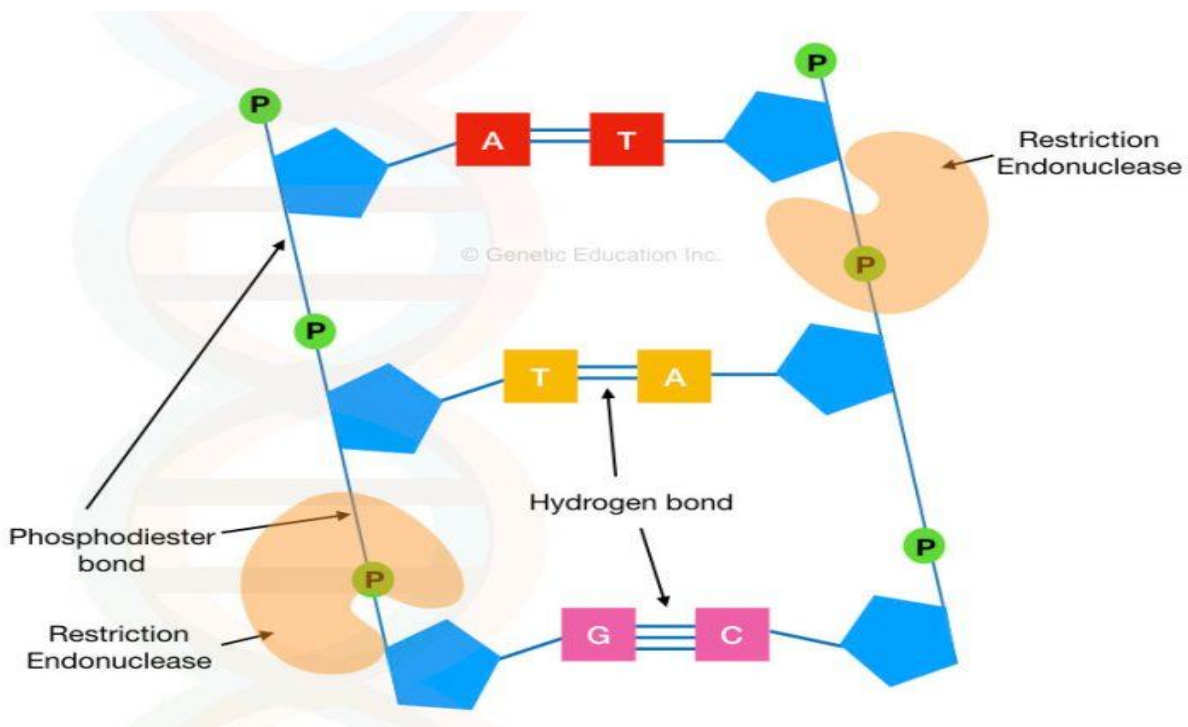 P
P
A
T
Restriction
Endonuclease
© Genetic Education Inc.
P
P
T
A
Hydrogen bond
Phosphodiester
bond
P
P
Restriction
Endonuclease
G
C